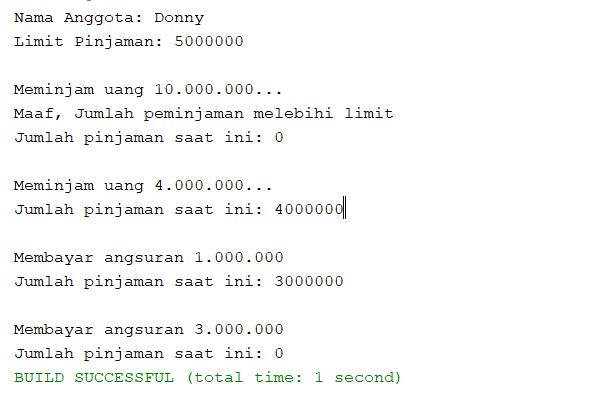 Nama Anggota: Donny
Limit Pinjaman: 5000000
Meminjam uang 10.000.000...
Maaf, Jumlah peminjaman melebihi limit
Jumlah pinjaman saat ini: 0
Meminjam uang 4.000.000...
Jumlah pinjaman saat ini: 4000000
Membayar angsuran 1.000.000
Jumlah pinjaman saat ini: 3000000
Membayar angsuran 3.000.000
Jumlah pinjaman saat ini: 0
BUILD SUCCESSFUL (total time: 1 second)